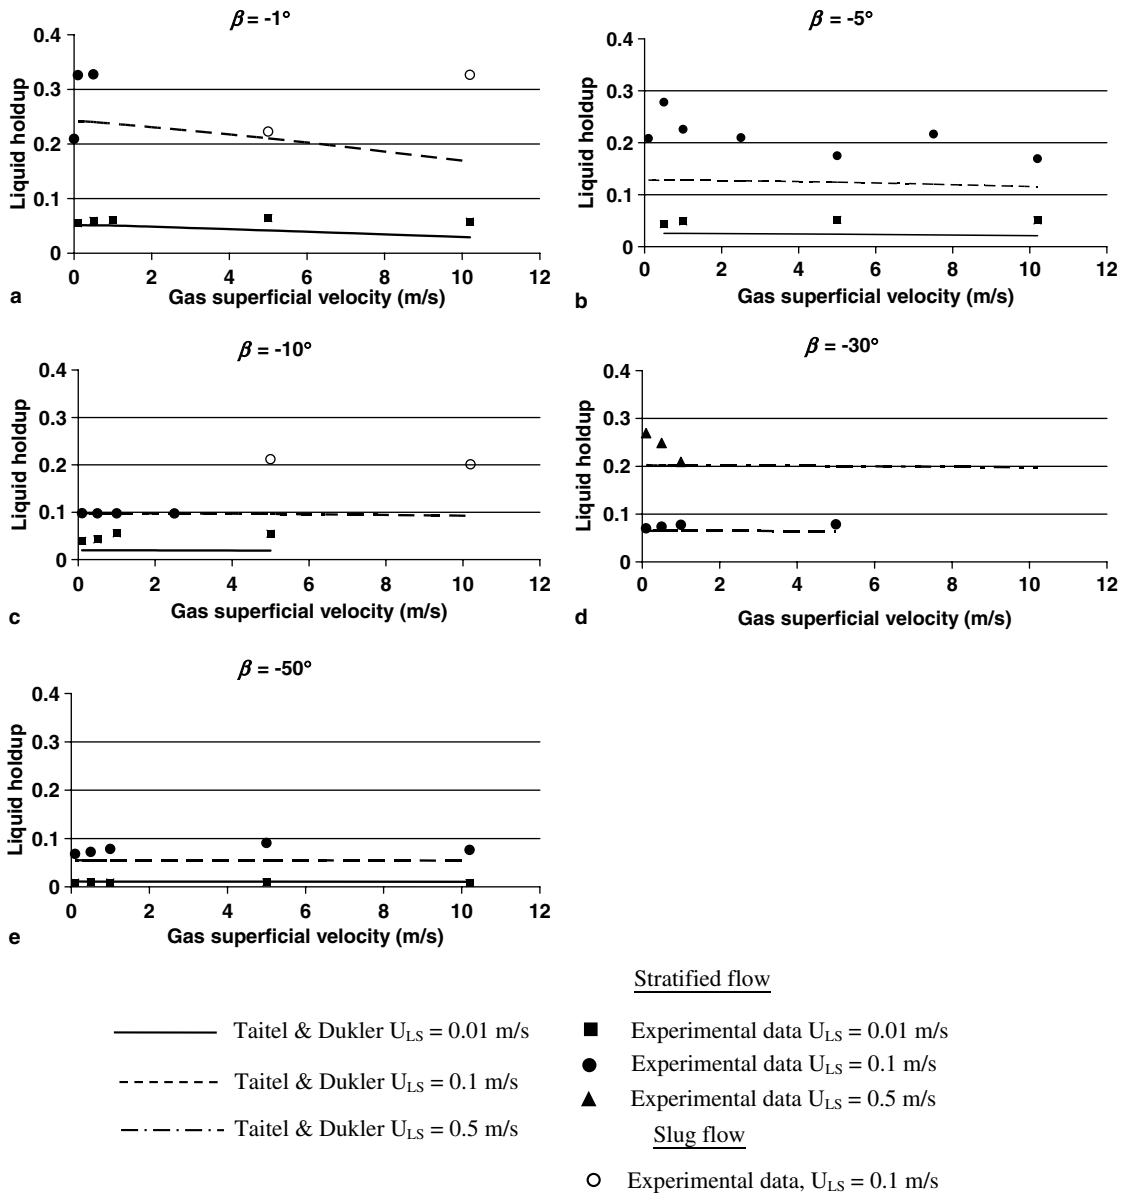 β = -1°
0.4
0.3
0.2
0.1
0
Liquid holdup
0 2 4 6 8 10 12
Gas superficial velocity (m/s)
a
β = -5°
0.4
0.3
0.2
0.1
0
Liquid holdup
0 2 4 6 8 10 12
Gas superficial velocity (m/s)
b
β = -10°
0.4
0.3
0.2
0.1
0
Liquid holdup
0 2 4 6 8 10 12
Gas superficial velocity (m/s)
c
β = -30°
0.4
0.3
0.2
0.1
0
Liquid holdup
0 2 4 6 8 10 12
Gas superficial velocity (m/s)
d
β = -50°
0.4
0.3
0.2
0.1
0
Liquid holdup
0 2 4 6 8 10 12
Gas superficial velocity (m/s)
e
Taitel & Dukler U_LS = 0.01 m/s
Taitel & Dukler U_LS = 0.1 m/s
Taitel & Dukler U_LS = 0.5 m/s
Stratified flow
Experimental data U_LS = 0.01 m/s
Experimental data U_LS = 0.1 m/s
Experimental data U_LS = 0.5 m/s
Slug flow
Experimental data, U_LS = 0.1 m/s